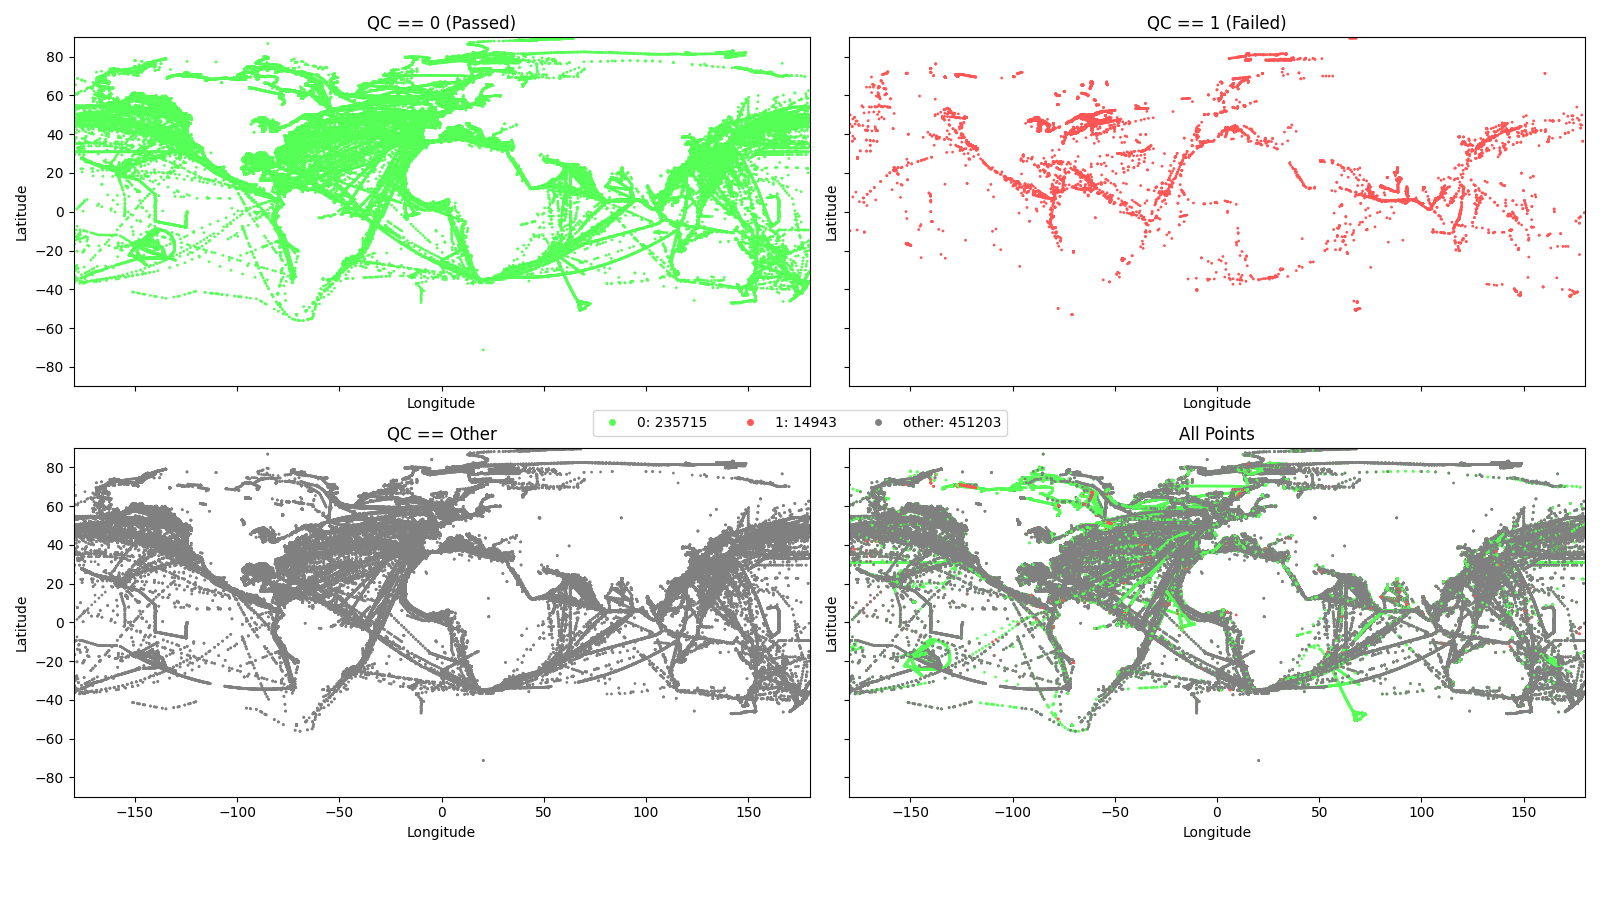 QC == 0 (Passed)
QC == 1 (Failed)
80
60
40
20
0
−20
−40
−60
−80
Latitude
Latitude
Longitude
Longitude
0: 235715
1: 14943
other: 451203
QC == Other
All Points
80
60
40
20
0
−20
−40
−60
−80
Latitude
Latitude
−150
−100
−50
0
50
100
150
−150
−100
−50
0
50
100
150
Longitude
Longitude